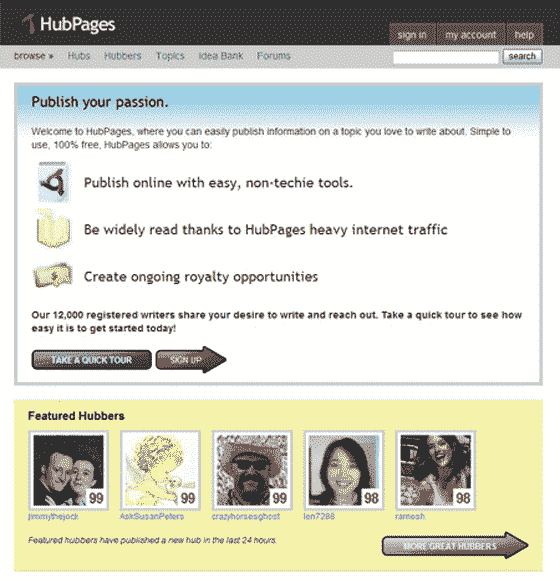 HubPages
sign in my account help
browse » Hubs Hubbers Topics Idea Bank Forums search
Publish your passion.
Welcome to HubPages, where you can easily publish information on a topic you love to write about. Simple to
use, 100% free, HubPages allows you to:
Publish online with easy, non-techie tools.
Be widely read thanks to HubPages heavy internet traffic
$
Create ongoing royalty opportunities
Our 12,000 registered writers share your desire to write and reach out. Take a quick tour to see how
easy it is to get started today!
TAKE A QUICK TOUR SIGN UP
Featured Hubbers
99 99 99 98 98
jimmythejock AskSusanPeters crazyhorsesghost len7288 ramesh
Featured hubbers have published a new hub in the last 24 hours.
MORE GREAT HUBBERS